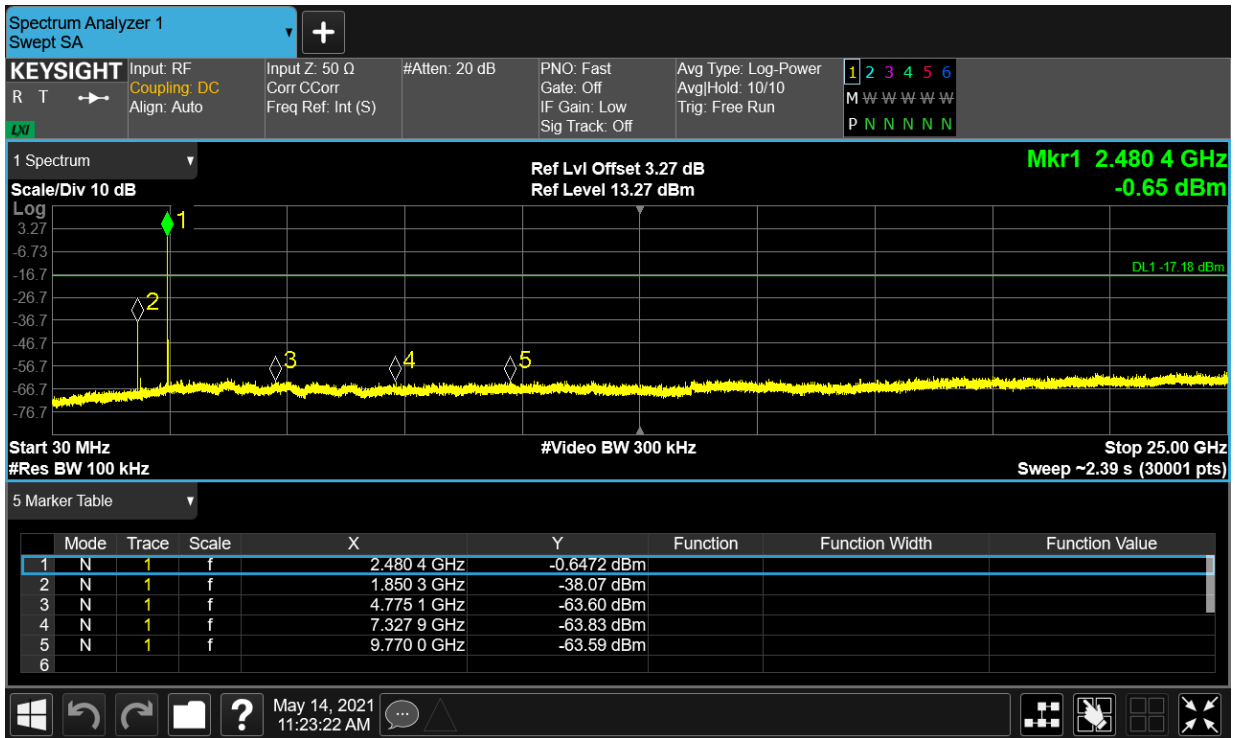 Spectrum Analyzer 1
Swept SA
+
KEYSIGHT
R T
LXI
Input: RF
Coupling: DC
Align: Auto
Input Z: 50 Ω
Corr CCorr
Freq Ref: Int (S)
#Atten: 20 dB
PNO: Fast
Gate: Off
IF Gain: Low
Sig Track: Off
Avg Type: Log-Power
Avg|Hold: 10/10
Trig: Free Run
1 2 3 4 5 6
M W W W W W
P N N N N N
1 Spectrum
Scale/Div 10 dB
Ref Lvl Offset 3.27 dB
Ref Level 13.27 dBm
Mkr1 2.480 4 GHz
-0.65 dBm
Log
3.27
-6.73
-16.7
-26.7
-36.7
-46.7
-56.7
-66.7
-76.7
1
2
3
4
5
DL1 -17.18 dBm
Start 30 MHz
#Video BW 300 kHz
Stop 25.00 GHz
#Res BW 100 kHz
Sweep ~2.39 s (30001 pts)
5 Marker Table
Mode Trace Scale X Y Function Function Width Function Value
1 N 1 f 2.480 4 GHz -0.6472 dBm
2 N 1 f 1.850 3 GHz -38.07 dBm
3 N 1 f 4.775 1 GHz -63.60 dBm
4 N 1 f 7.327 9 GHz -63.83 dBm
5 N 1 f 9.770 0 GHz -63.59 dBm
6
?
May 14, 2021
11:23:22 AM